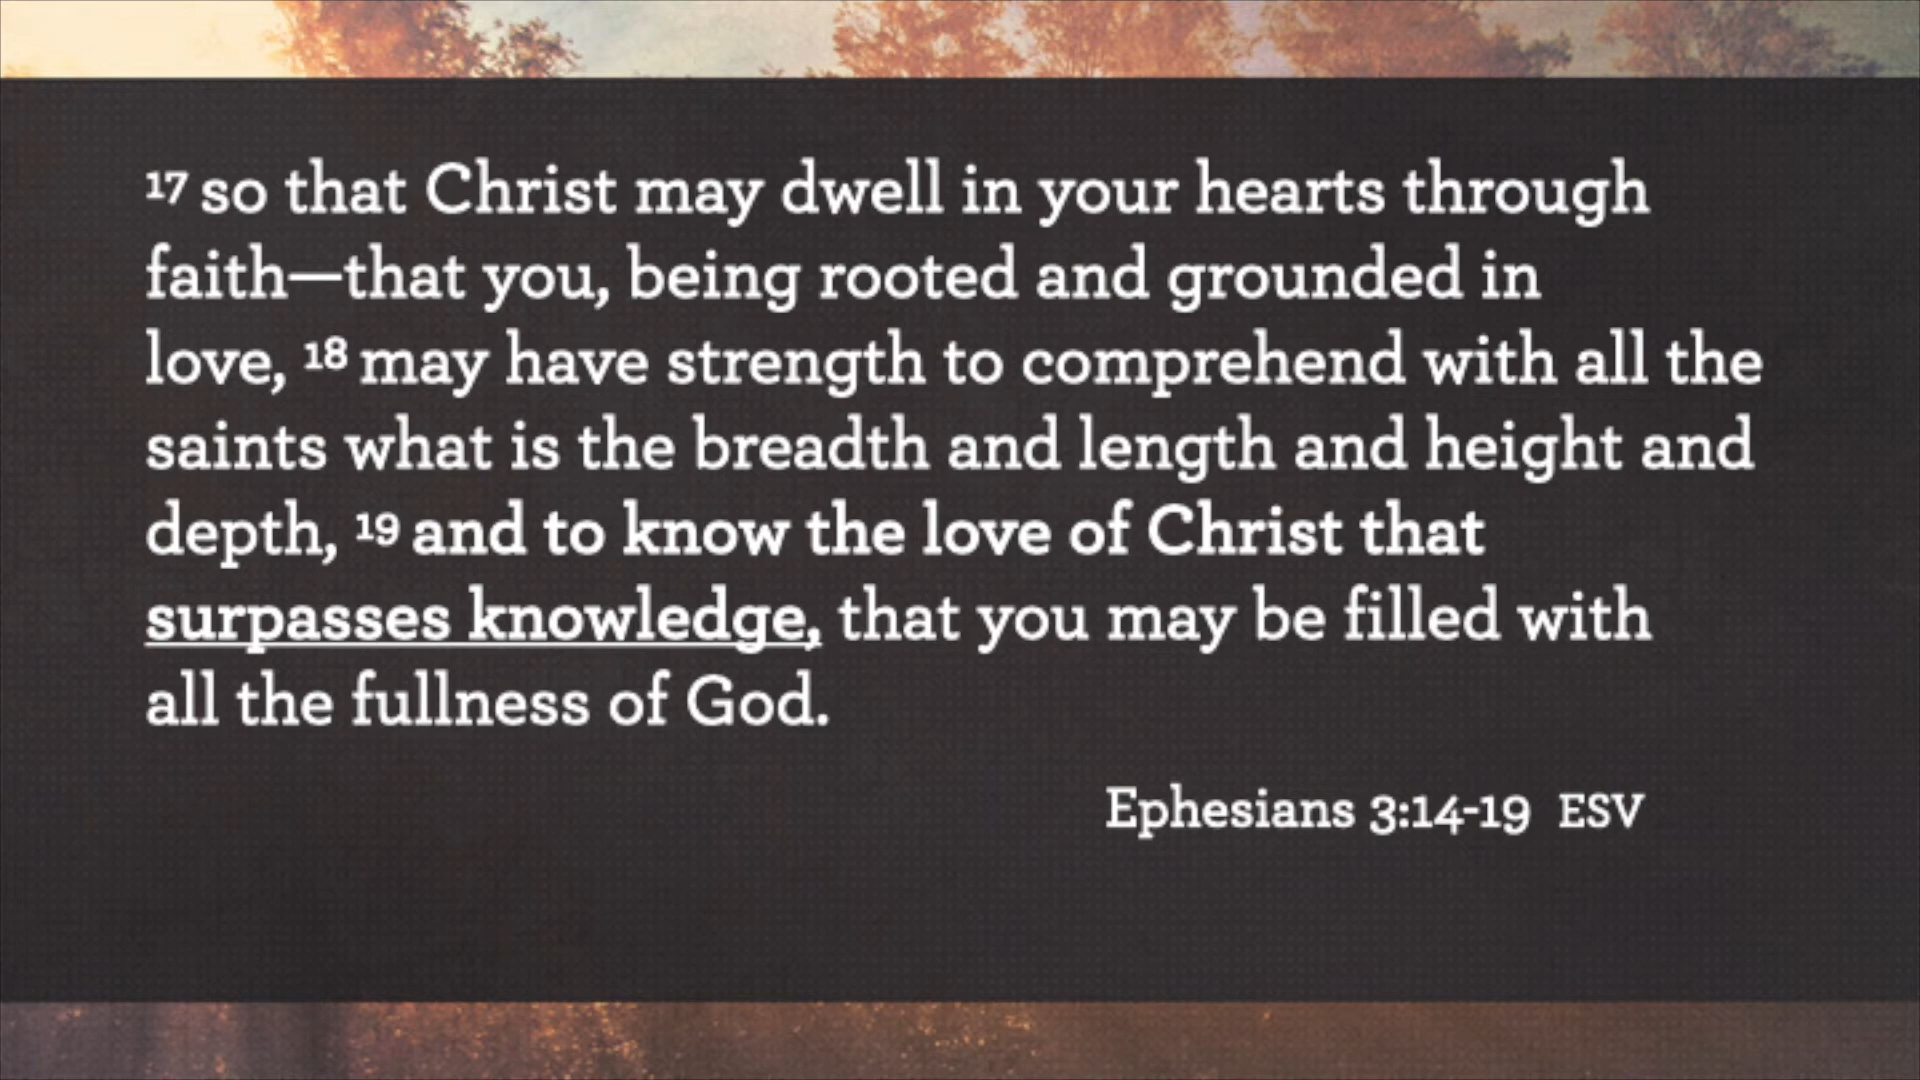 17 so that Christ may dwell in your hearts through
faith—that you, being rooted and grounded in
love, 18 may have strength to comprehend with all the
saints what is the breadth and length and height and
depth, 19 and to know the love of Christ that
surpasses knowledge, that you may be filled with
all the fullness of God.
Ephesians 3:14-19 ESV